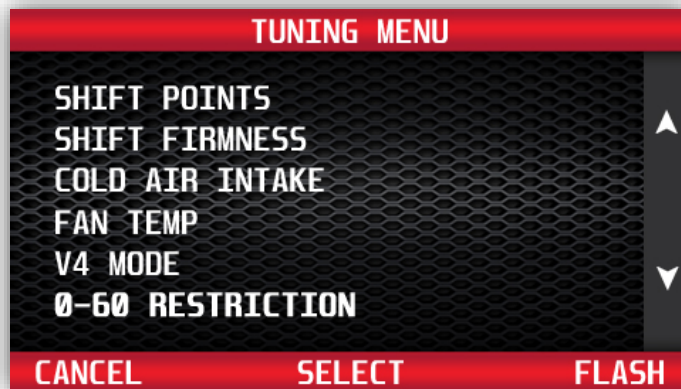 TUNING MENU
SHIFT POINTS
SHIFT FIRMNESS
COLD AIR INTAKE
FAN TEMP
V4 MODE
0-60 RESTRICTION
CANCEL SELECT FLASH